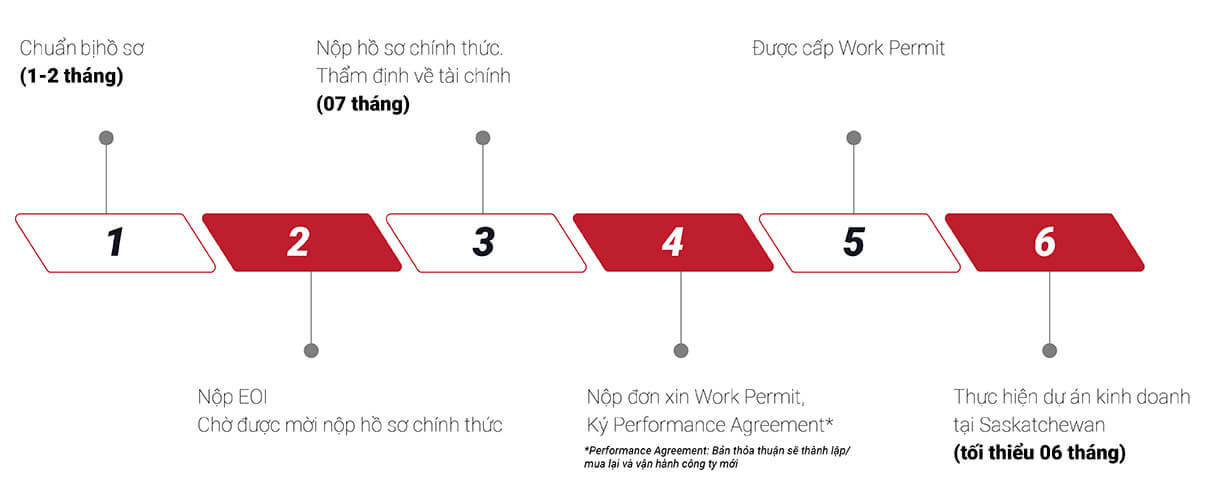 Chuẩn bịhồ sơ
(1-2 tháng)
Nộp hồ sơ chính thức.
Thẩm định về tài chính
(07 tháng)
Được cấp Work Permit
1
2
3
4
5
6
Nộp EOI
Chờ được mời nộp hồ sơ chính thức
Nộp đơn xin Work Permit,
Ký Performance Agreement*
*Performance Agreement: Bản thỏa thuận sẽ thành lập/
mua lại và vận hành công ty mới
Thực hiện dự án kinh doanh
tại Saskatchewan
(tối thiểu 06 tháng)